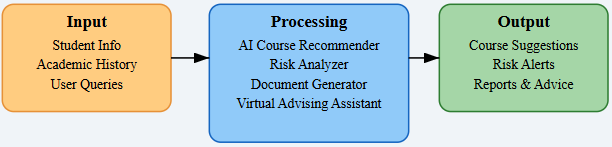 Input
Student Info
Academic History
User Queries
Processing
AI Course Recommender
Risk Analyzer
Document Generator
Virtual Advising Assistant
Output
Course Suggestions
Risk Alerts
Reports & Advice